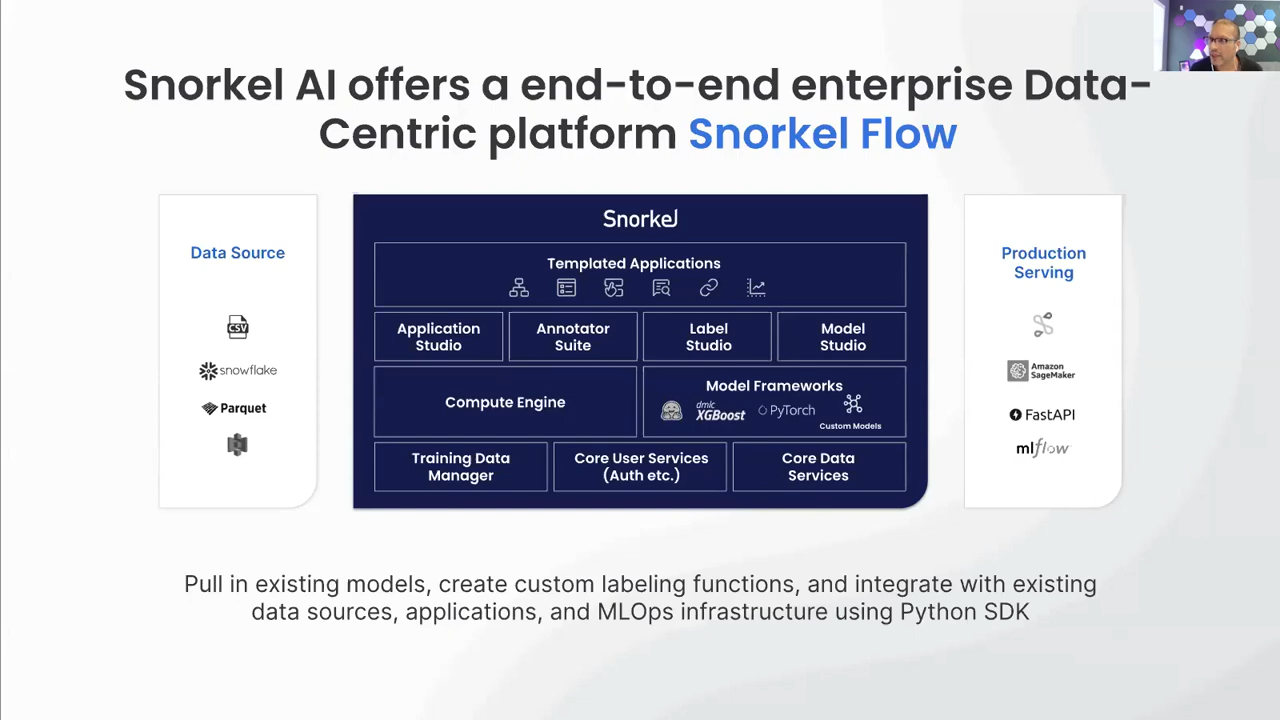 Snorkel AI offers a end-to-end enterprise Data-
Centric platform Snorkel Flow
Data Source
CSV
snowflake
Parquet
Snorkel
Templated Applications
Application
Studio
Annotator
Suite
Label
Studio
Model
Studio
Compute Engine
Model Frameworks
dmlc
XGBoost
PyTorch
Custom Models
Training Data
Manager
Core User Services
(Auth etc.)
Core Data
Services
Production
Serving
Amazon
SageMaker
FastAPI
mlflow
Pull in existing models, create custom labeling functions, and integrate with existing
data sources, applications, and MLOps infrastructure using Python SDK